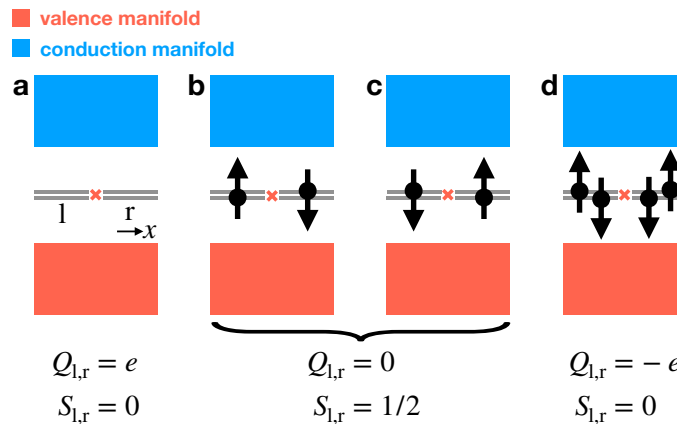 valence manifold
conduction manifold
a b c d
l r
x
Q_{l,r} = e Q_{l,r} = 0 Q_{l,r} = − e
S_{l,r} = 0 S_{l,r} = 1/2 S_{l,r} = 0